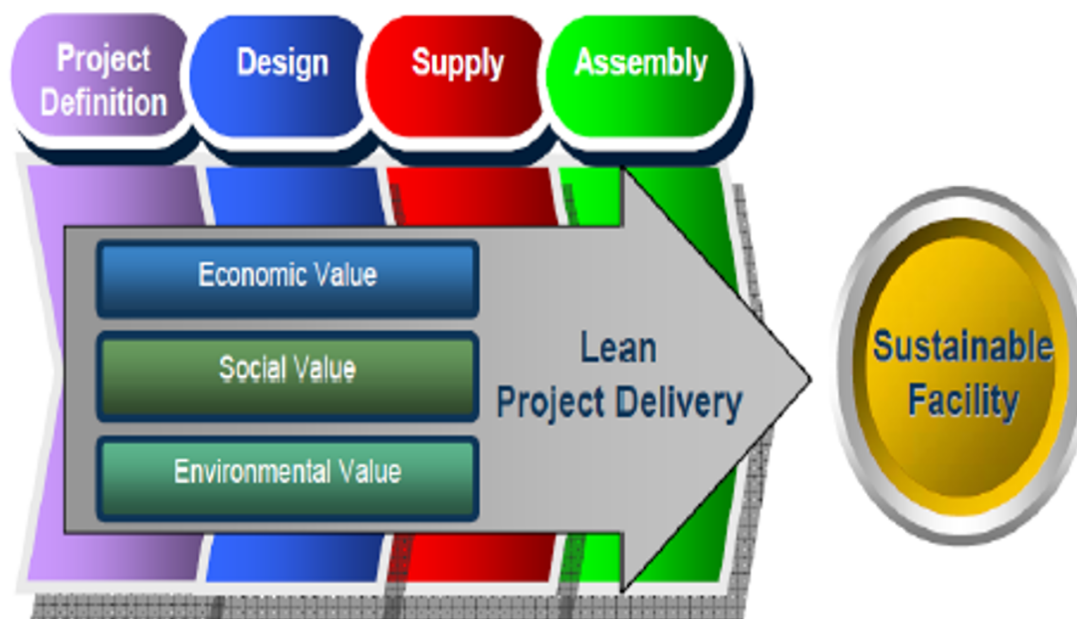 Project
Definition
Design
Supply
Assembly
Economic Value
Social Value
Environmental Value
Lean
Project Delivery
Sustainable
Facility